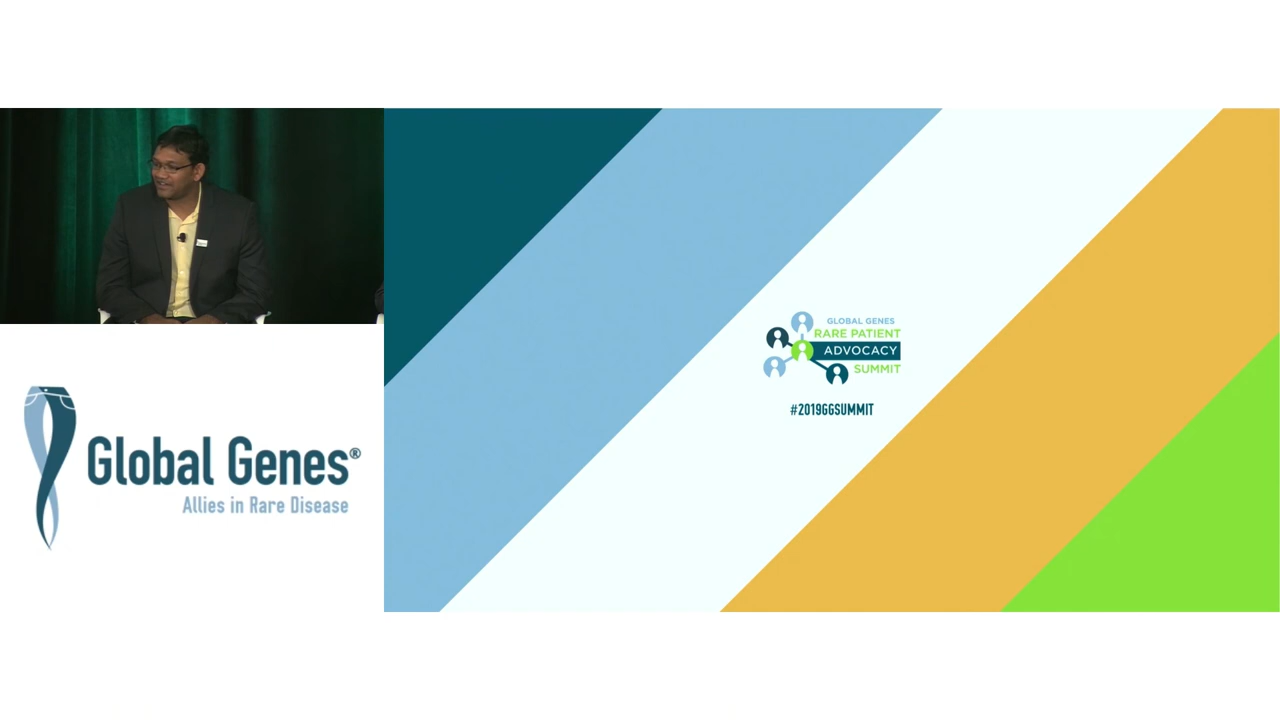 Global Genes®
Allies in Rare Disease
GLOBAL GENES
RARE PATIENT
ADVOCACY
SUMMIT
#2019GGSUMMIT